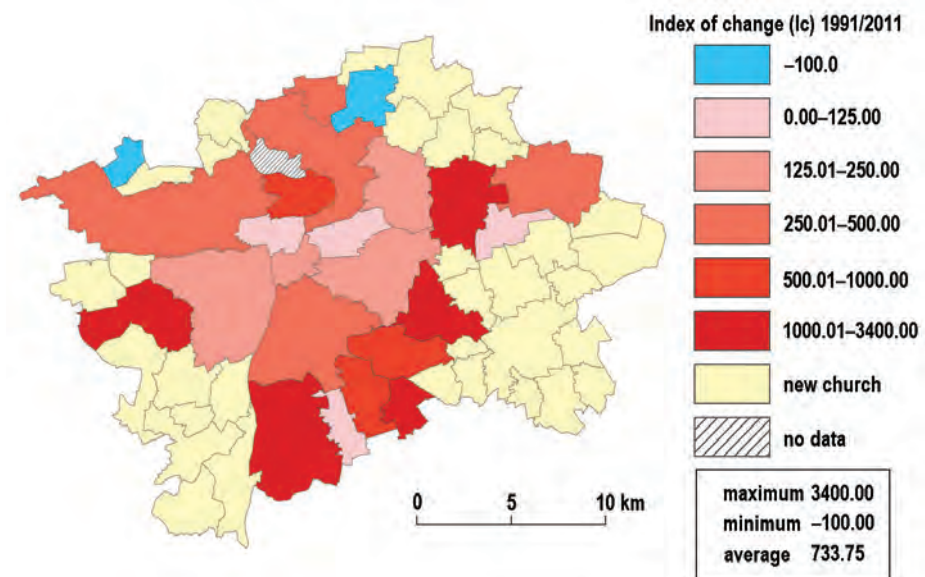 Index of change (Ic) 1991/2011
–100.0
0.00–125.00
125.01–250.00
250.01–500.00
500.01–1000.00
1000.01–3400.00
new church
no data
0 5 10 km
maximum 3400.00
minimum –100.00
average 733.75